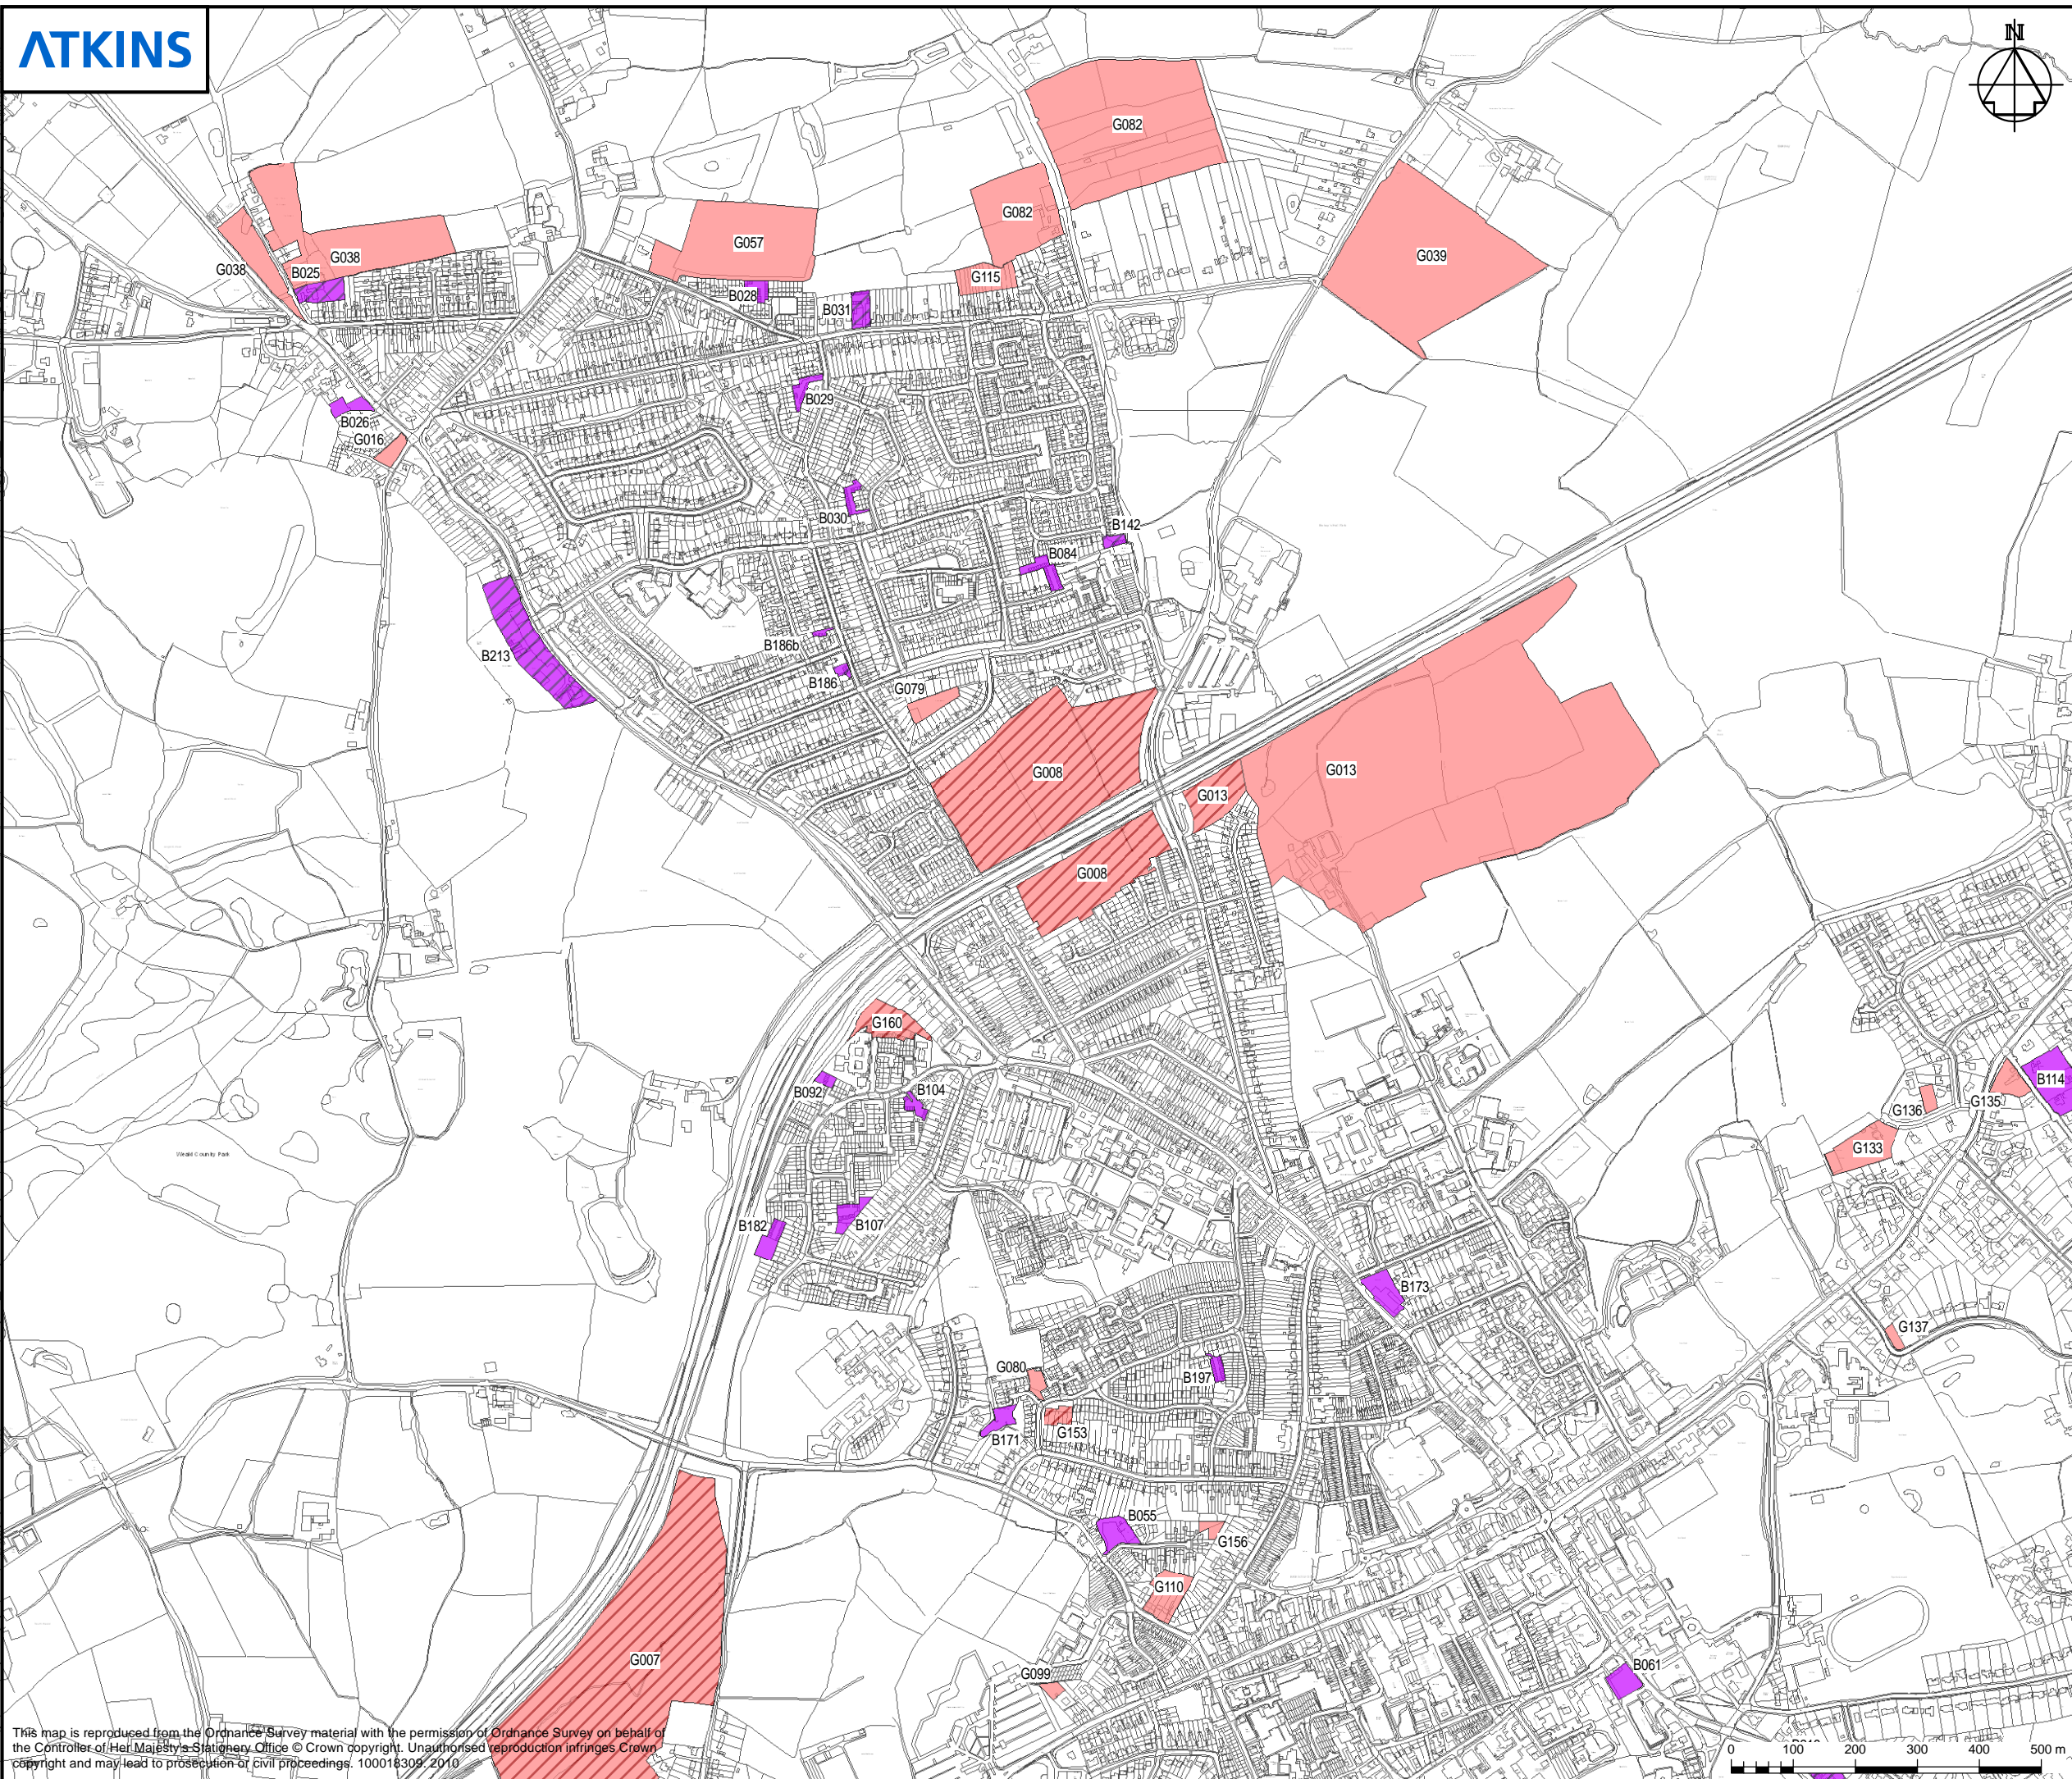 ATKINS
N
G082
G082
G038
G057
G039
G038
B025
G115
B028
B031
B029
B026
G016
B030
B142
B084
B186b
B213
B186
G079
G008
G013
G013
G008
G160
B092
B104
B114
G136
G135
G133
Weald Country Park
B182
B107
B173
G137
G080
B197
G153
B171
B055
G156
G110
G007
G099
B061
This map is reproduced from the Ordnance Survey material with the permission of Ordnance Survey on behalf of
the Controller of Her Majesty's Stationery Office © Crown copyright. Unauthorised reproduction infringes Crown
copyright and may lead to prosecution or civil proceedings. 100018309. 2010
0 100 200 300 400 500 m